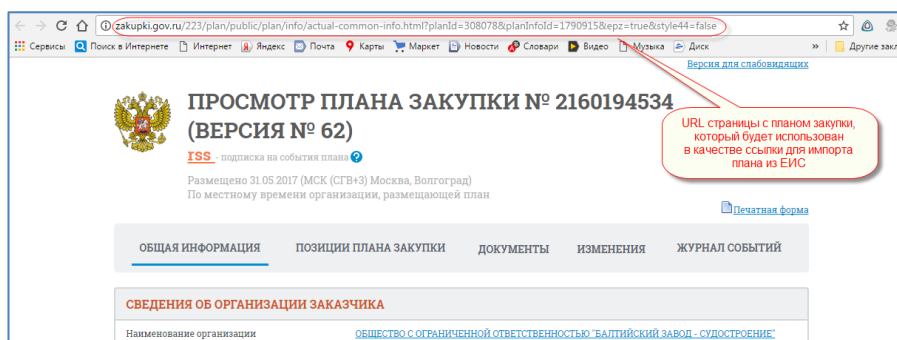 zakupki.gov.ru/223/plan/public/plan/info/actual-common-info.html?planId=308078&planInfoId=1790915&epz=true&style44=false
Сервисы Поиск в Интернете Интернет Яндекс Почта Карты Маркет Новости Словари Видео Музыка Диск » Другие закл
Версия для слабовидящих
ПРОСМОТР ПЛАНА ЗАКУПКИ № 2160194534
(ВЕРСИЯ № 62)
RSS - подписка на события плана ?
Размещено 31.05.2017 (МСК (СГВ+3) Москва, Волгоград)
По местному времени организации, размещающей план
URL страницы с планом закупки,
который будет использован
в качестве ссылки для импорта
плана из ЕИС
Печатная форма
ОБЩАЯ ИНФОРМАЦИЯ ПОЗИЦИИ ПЛАНА ЗАКУПКИ ДОКУМЕНТЫ ИЗМЕНЕНИЯ ЖУРНАЛ СОБЫТИЙ
СВЕДЕНИЯ ОБ ОРГАНИЗАЦИИ ЗАКАЗЧИКА
Наименование организации ОБЩЕСТВО С ОГРАНИЧЕННОЙ ОТВЕТСТВЕННОСТЬЮ "БАЛТИЙСКИЙ ЗАВОД - СУДОСТРОЕНИЕ"